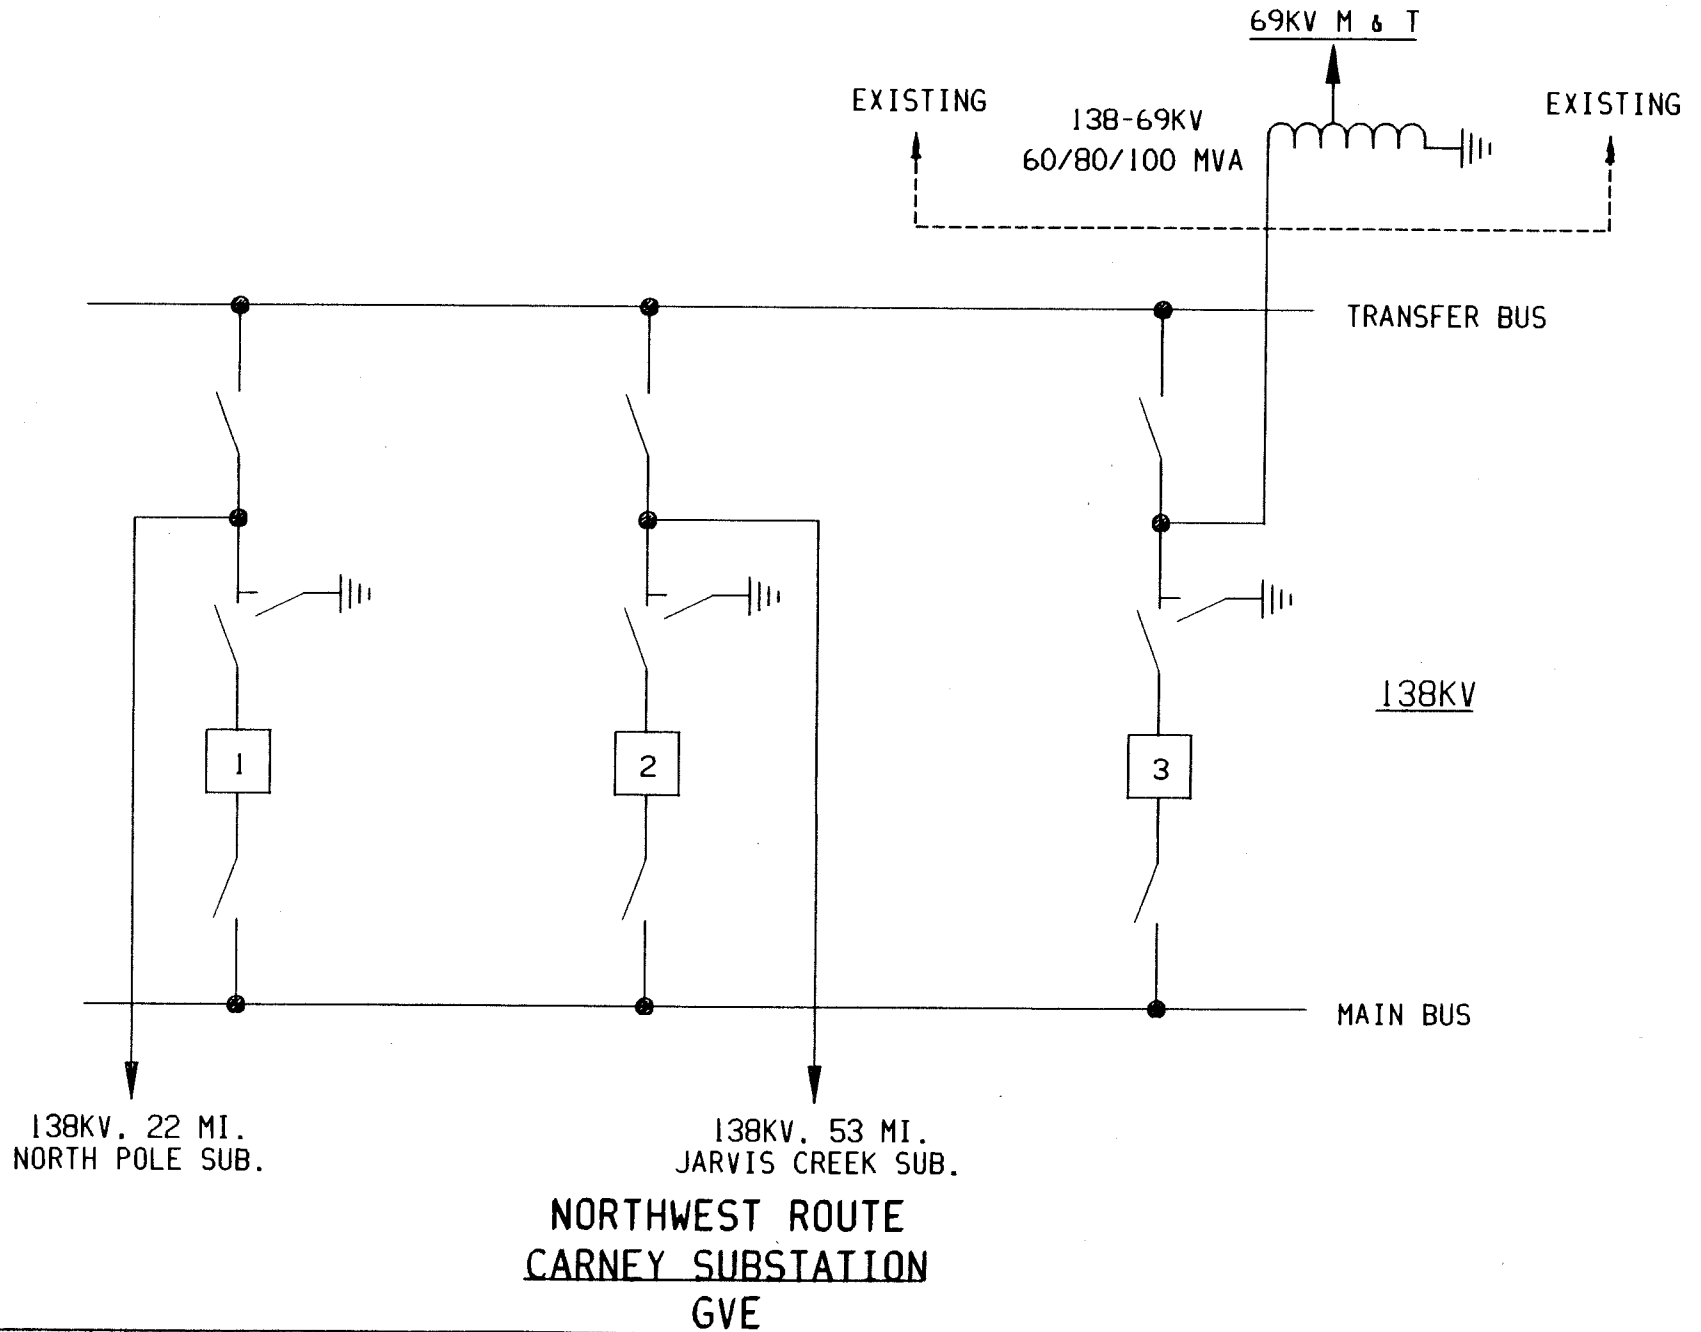 69KV M & T
EXISTING
138-69KV
60/80/100 MVA
EXISTING
TRANSFER BUS
138KV
1
2
3
MAIN BUS
138KV. 22 MI.
NORTH POLE SUB.
138KV. 53 MI.
JARVIS CREEK SUB.
NORTHWEST ROUTE
CARNEY SUBSTATION
GVE